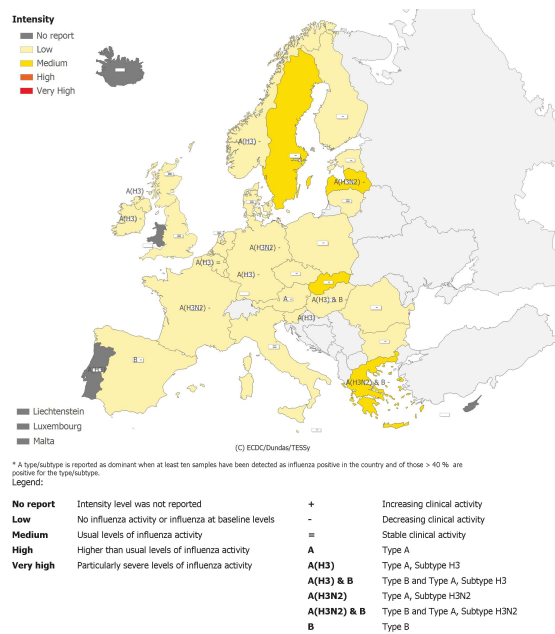 Intensity
No report
Low
Medium
High
Very High
A(H3) -
A(H3N2) -
A(H3)
A(H3) -
A(H3N2) -
A(H3) =
A(H3) -
A -
A(H3) & B
A(H3N2) -
A(H3)
B -
A(H3N2) & B -
Liechtenstein
Luxembourg
Malta
(C) ECDC/Dundas/TESSy
* A type/subtype is reported as dominant when at least ten samples have been detected as influenza positive in the country and of those > 40 % are
positive for the type/subtype.
Legend:
No report Intensity level was not reported + Increasing clinical activity
Low No influenza activity or influenza at baseline levels - Decreasing clinical activity
Medium Usual levels of influenza activity = Stable clinical activity
High Higher than usual levels of influenza activity A Type A
Very high Particularly severe levels of influenza activity A(H3) Type A, Subtype H3
A(H3) & B Type B and Type A, Subtype H3
A(H3N2) Type A, Subtype H3N2
A(H3N2) & B Type B and Type A, Subtype H3N2
B Type B